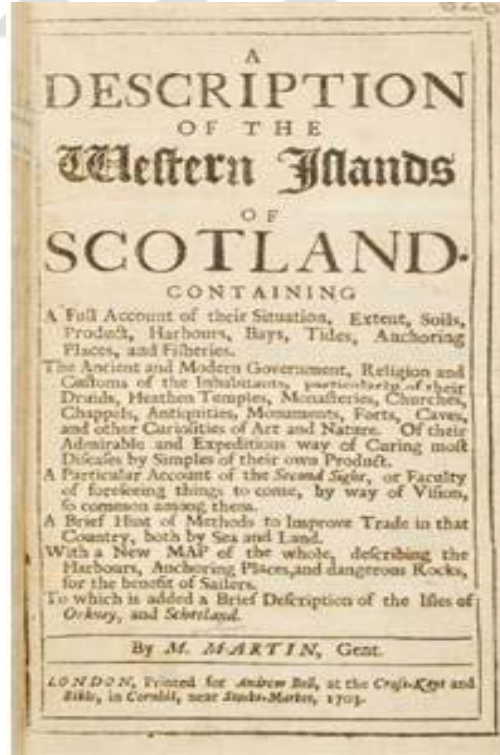 A
DESCRIPTION
OF THE
Weſtern Iſlands
OF
SCOTLAND.
CONTAINING
A Full Account of their Situation, Extent, Soils,
Product, Harbours, Bays, Tides, Anchoring
Places, and Fiſheries.
The Ancient and Modern Government, Religion and
Cuſtoms of the Inhabitants, particularly of their
Druids, Heathen Temples, Monaſteries, Churches,
Chappels, Antiquities, Monuments, Forts, Caves,
and other Curioſities of Art and Nature. Of their
Admirable and Expeditious way of Curing moſt
Diſeaſes by Simples of their own Product.
A Particular Account of the Second Sight, or Faculty
of foreſeeing things to come, by way of Viſion,
ſo common among them.
A Brief Hint of Methods to Improve Trade in that
Country, both by Sea and Land.
With a New MAP of the whole, deſcribing the
Harbours, Anchoring Places,and dangerous Rocks,
for the benefit of Sailers.
To which is added a Brief Deſcription of the Iſles of
Orkney, and Schetland.
By M. MARTIN, Gent.
LONDON, Printed for Andrew Bell, at the Croſs-Keys and
Bible, in Cornhil, near Stocks-Market, 1703.